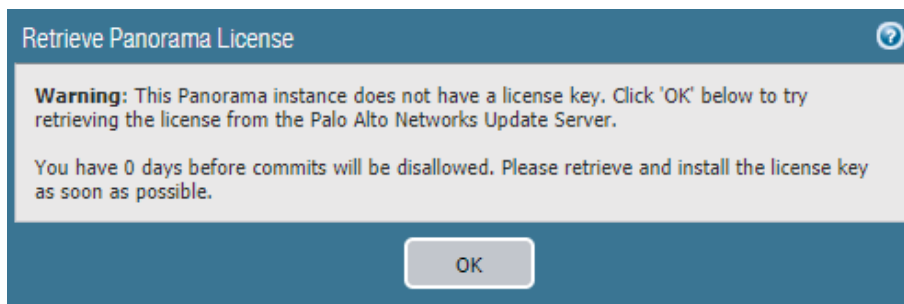 Retrieve Panorama License
Warning: This Panorama instance does not have a license key. Click 'OK' below to try
retrieving the license from the Palo Alto Networks Update Server.
You have 0 days before commits will be disallowed. Please retrieve and install the license key
as soon as possible.
OK